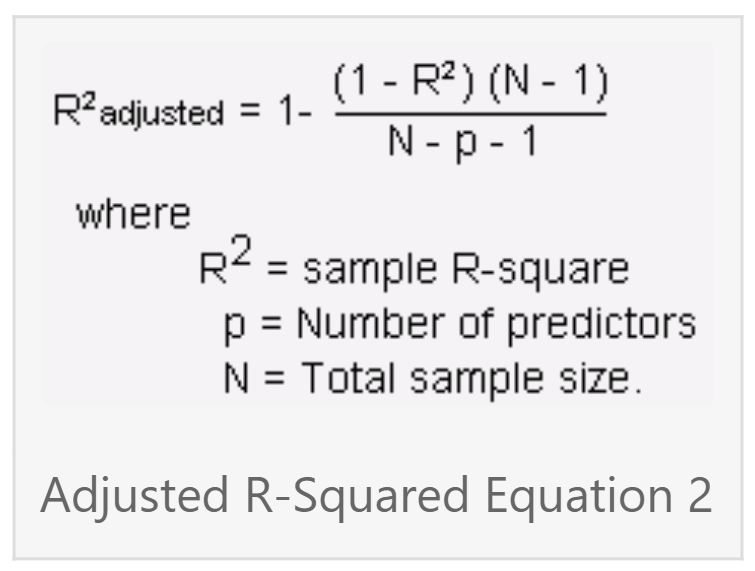 R²adjusted = 1- (1 - R²) (N - 1)
N - p - 1
where
R² = sample R-square
p = Number of predictors
N = Total sample size.
Adjusted R-Squared Equation 2